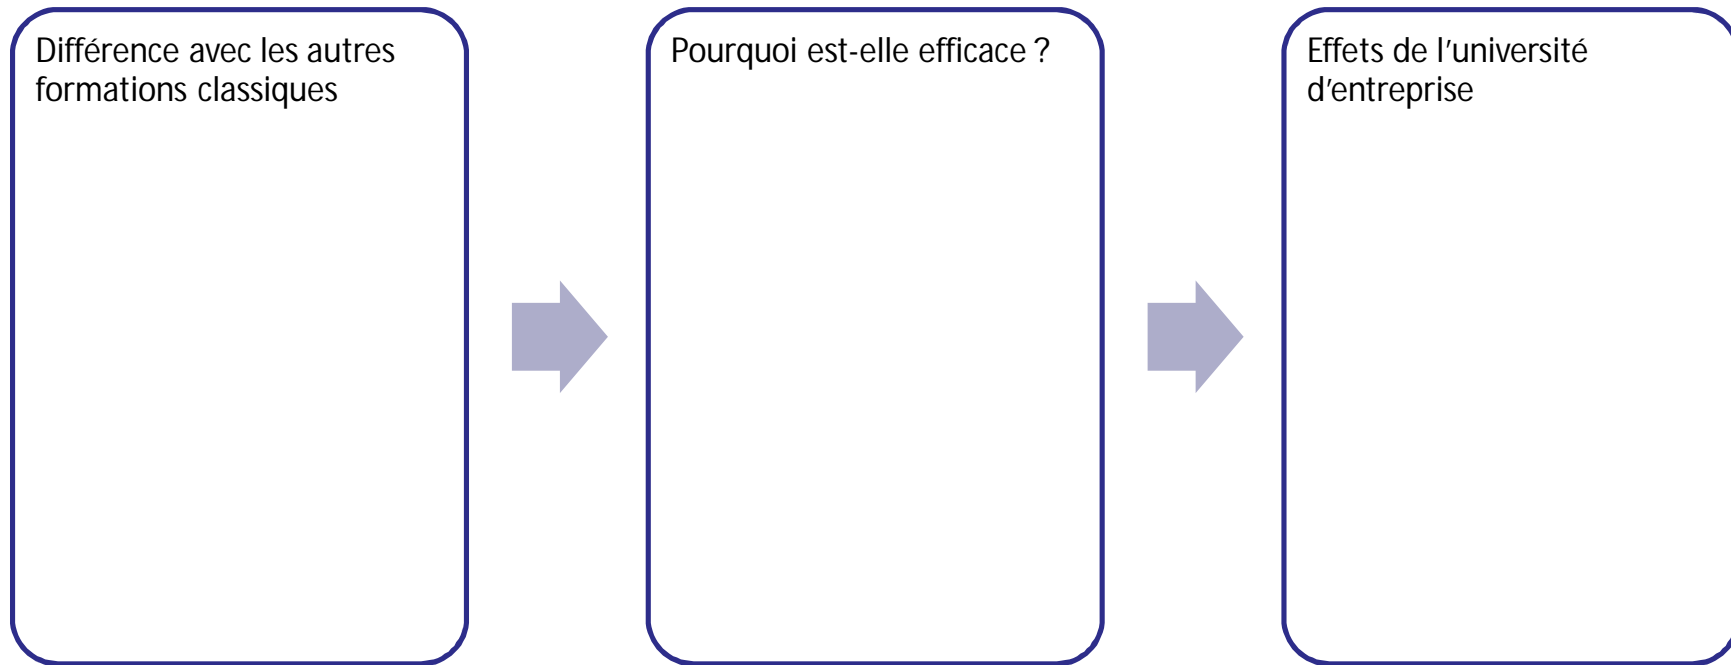 Différence avec les autres
formations classiques
Pourquoi est-elle efficace ?
Effets de l’université
d’entreprise